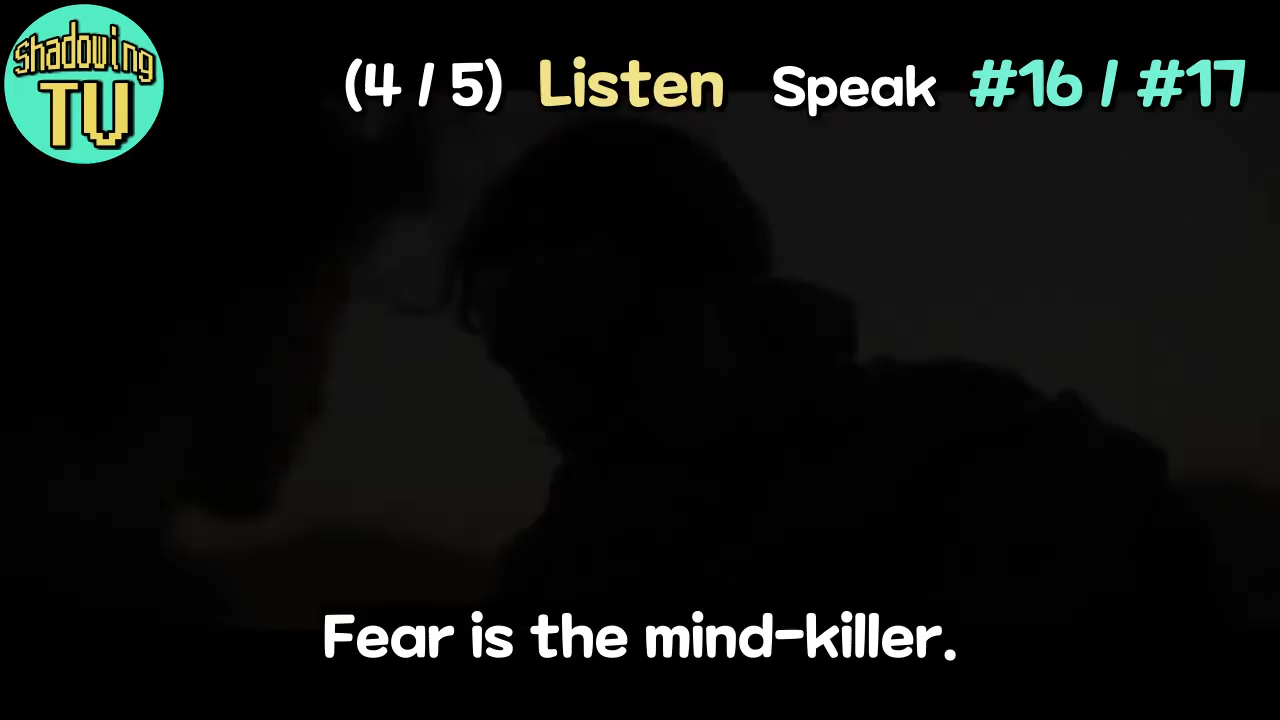 Shadowing
TV
(4 / 5) Listen Speak #16 / #17
Fear is the mind-killer.